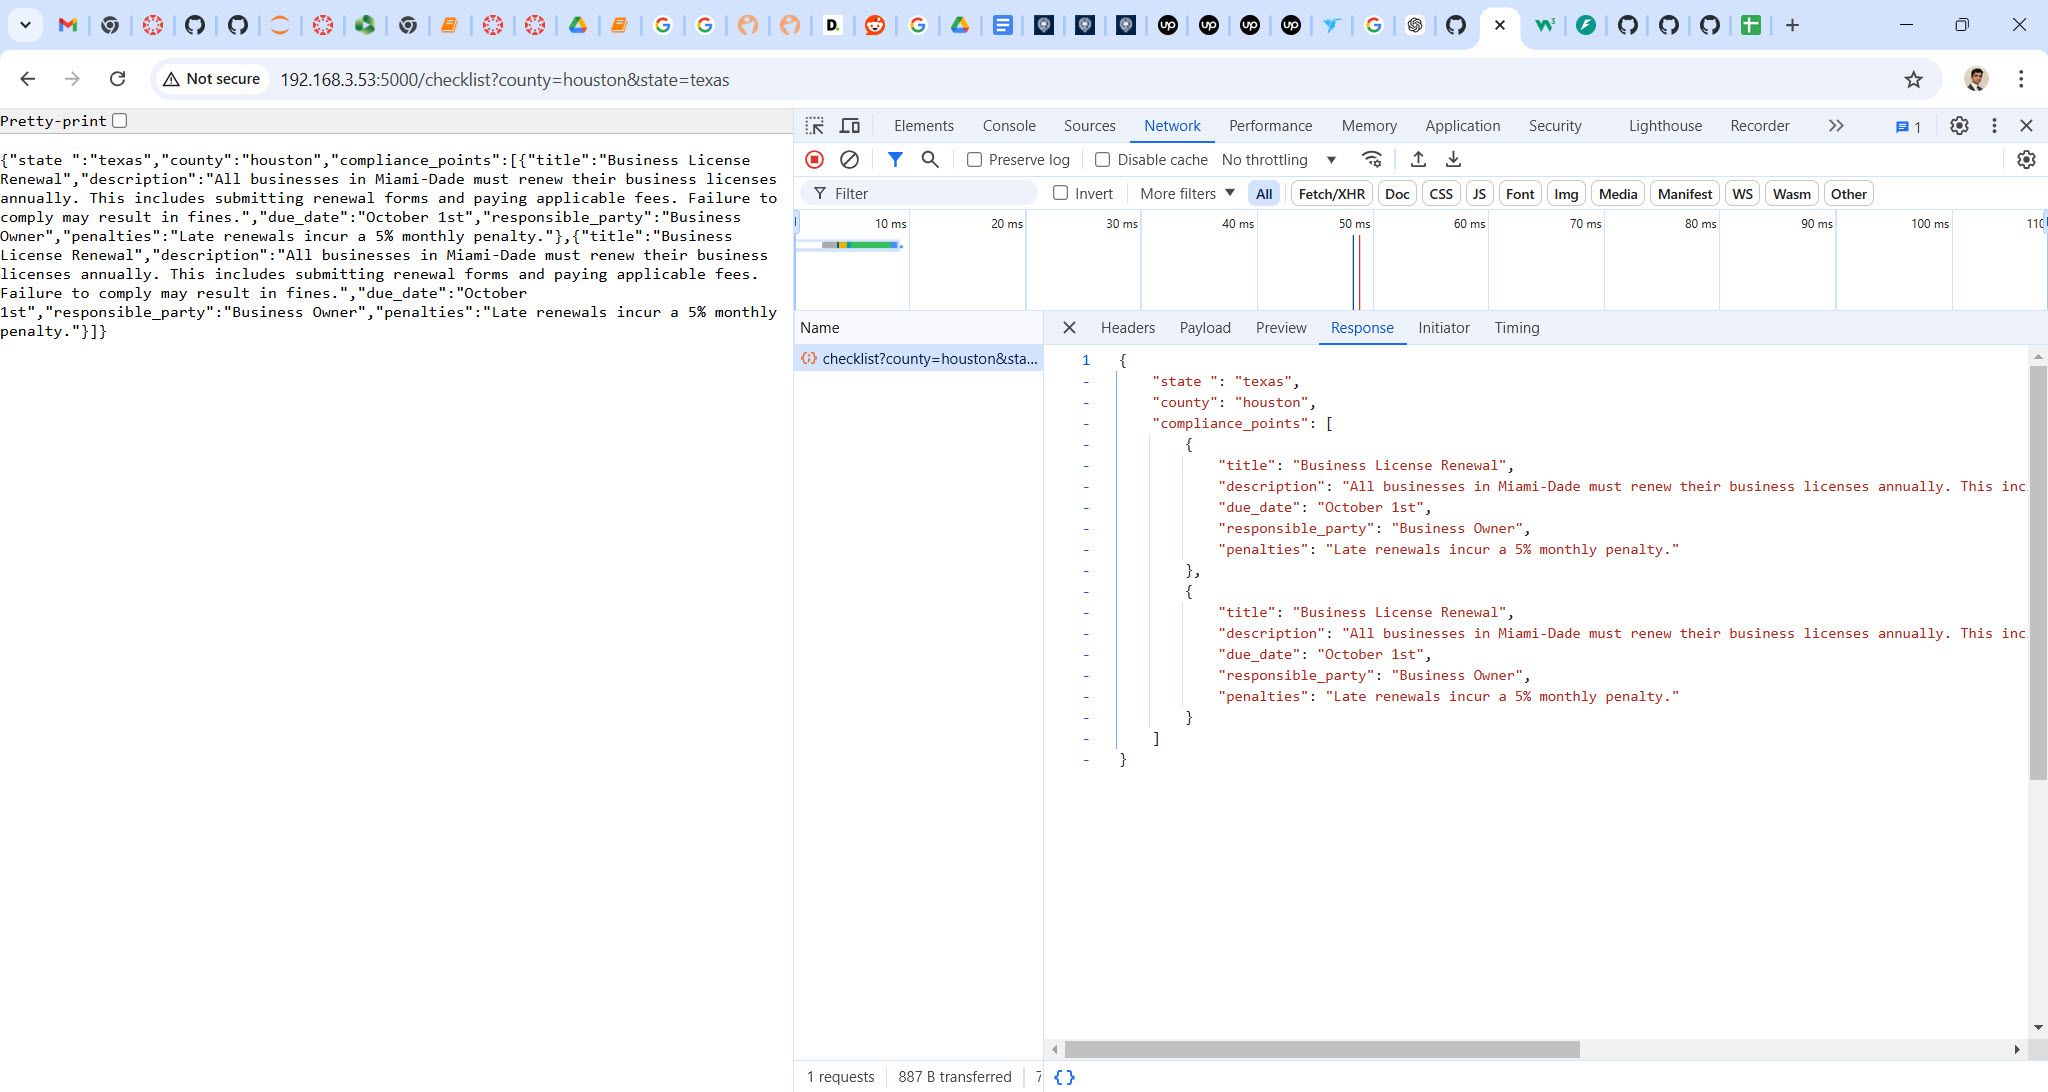 Not secure 192.168.3.53:5000/checklist?county=houston&state=texas
Pretty-print
{"state ":"texas","county":"houston","compliance_points":[{"title":"Business License
Renewal","description":"All businesses in Miami-Dade must renew their business licenses
annually. This includes submitting renewal forms and paying applicable fees. Failure to
comply may result in fines.","due_date":"October 1st","responsible_party":"Business
Owner","penalties":"Late renewals incur a 5% monthly penalty."},{"title":"Business
License Renewal","description":"All businesses in Miami-Dade must renew their business
licenses annually. This includes submitting renewal forms and paying applicable fees.
Failure to comply may result in fines.","due_date":"October
1st","responsible_party":"Business Owner","penalties":"Late renewals incur a 5% monthly
penalty."}]}
Elements Console Sources Network Performance Memory Application Security Lighthouse Recorder 1
Preserve log Disable cache No throttling
Filter Invert More filters All Fetch/XHR Doc CSS JS Font Img Media Manifest WS Wasm Other
10 ms 20 ms 30 ms 40 ms 50 ms 60 ms 70 ms 80 ms 90 ms 100 ms 110
Name
checklist?county=houston&sta...
Headers Payload Preview Response Initiator Timing
1 {
- "state ": "texas",
- "county": "houston",
- "compliance_points": [
- {
- "title": "Business License Renewal",
- "description": "All businesses in Miami-Dade must renew their business licenses annually. This inc
- "due_date": "October 1st",
- "responsible_party": "Business Owner",
- "penalties": "Late renewals incur a 5% monthly penalty."
- },
- {
- "title": "Business License Renewal",
- "description": "All businesses in Miami-Dade must renew their business licenses annually. This inc
- "due_date": "October 1st",
- "responsible_party": "Business Owner",
- "penalties": "Late renewals incur a 5% monthly penalty."
- }
- ]
- }
1 requests 887 B transferred 7
{}